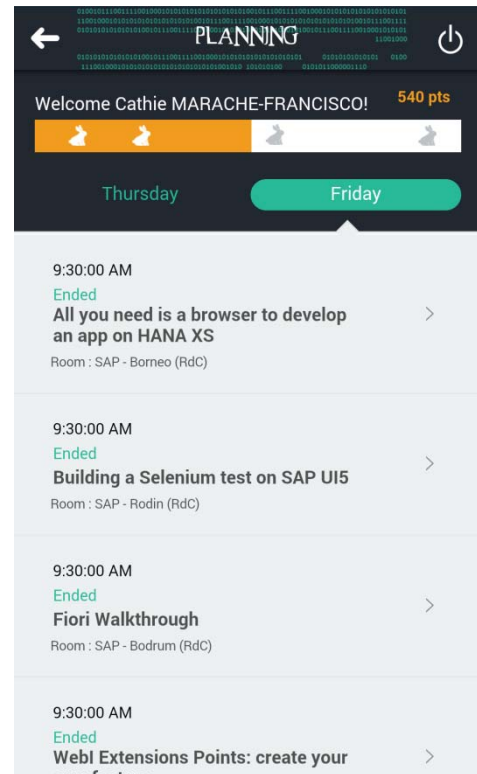 PLANNING
Welcome Cathie MARACHE-FRANCISCO!
540 pts
Thursday
Friday
9:30:00 AM
Ended
All you need is a browser to develop
an app on HANA XS
Room : SAP - Borneo (RdC)
9:30:00 AM
Ended
Building a Selenium test on SAP UI5
Room : SAP - Rodin (RdC)
9:30:00 AM
Ended
Fiori Walkthrough
Room : SAP - Bodrum (RdC)
9:30:00 AM
Ended
WebI Extensions Points: create your